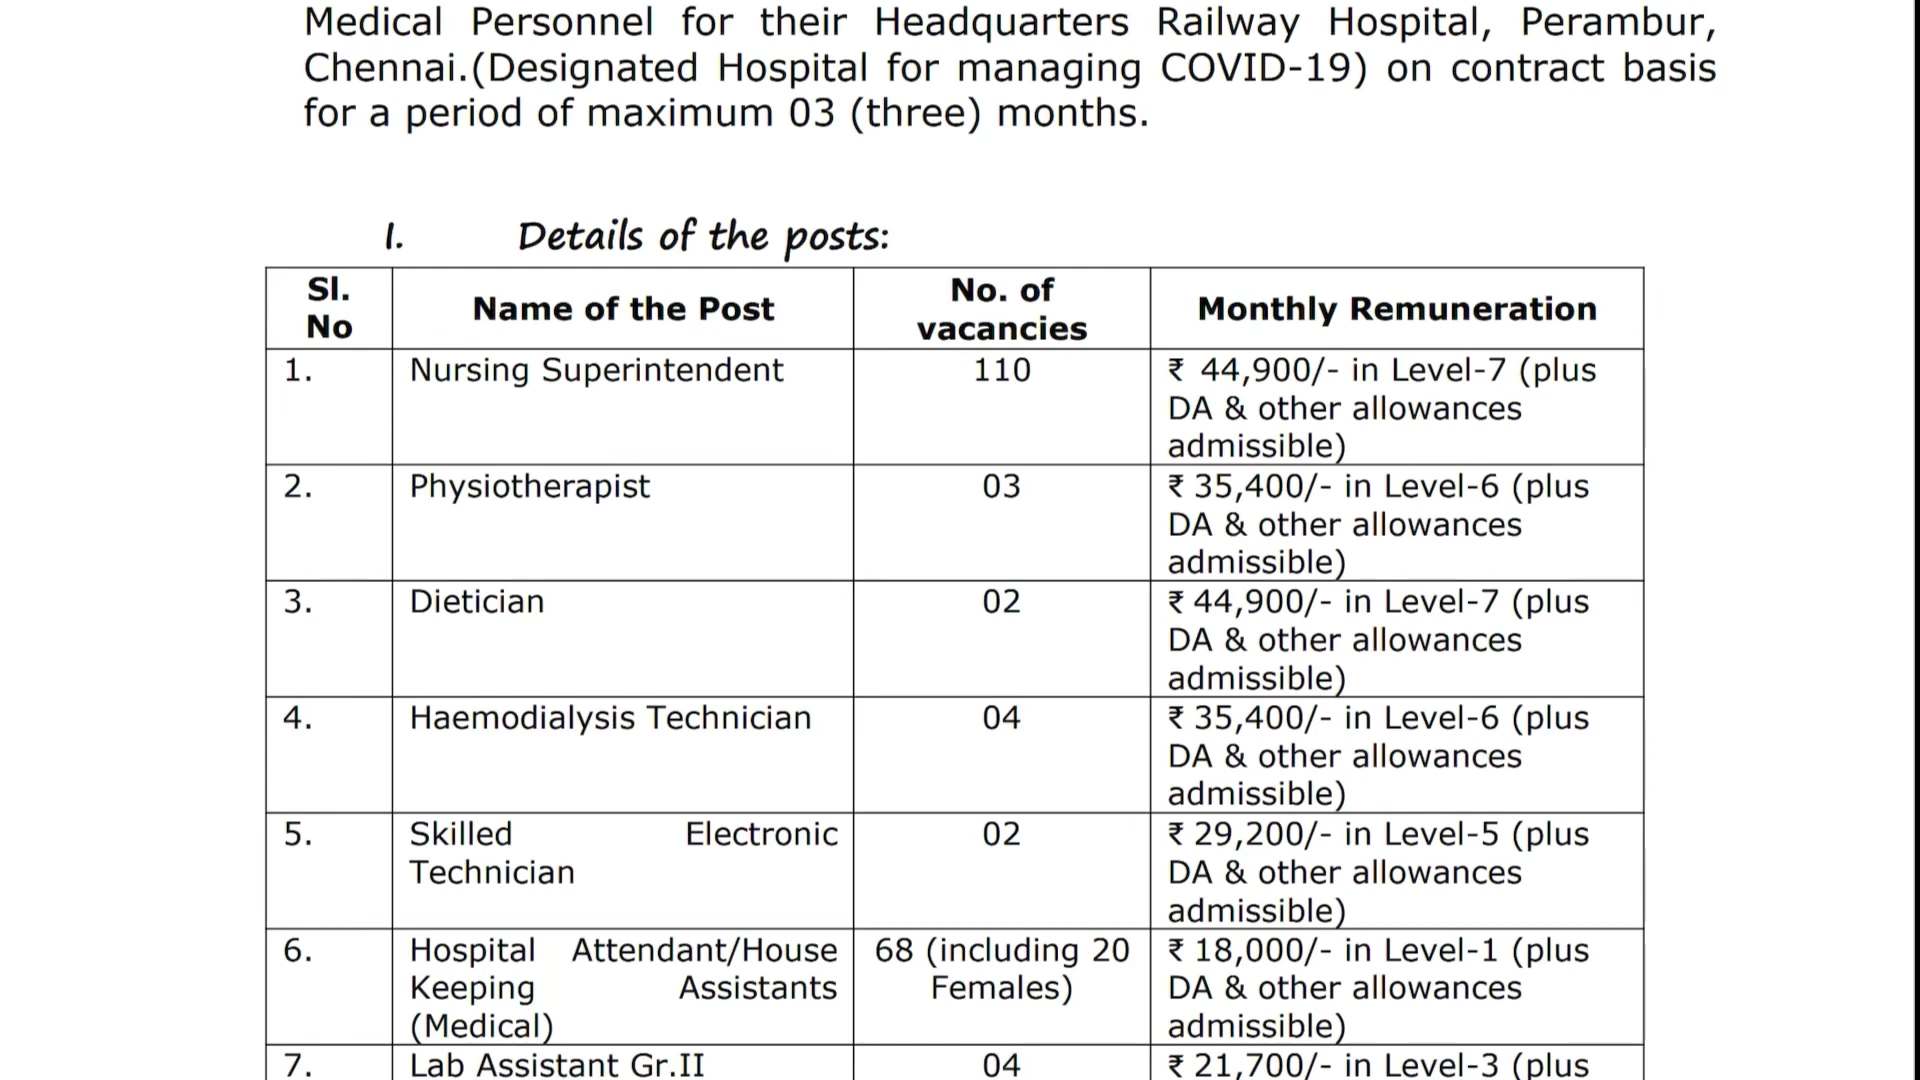 Medical Personnel for their Headquarters Railway Hospital, Perambur,
Chennai.(Designated Hospital for managing COVID-19) on contract basis
for a period of maximum 03 (three) months.
I. Details of the posts:
Sl. No | Name of the Post | No. of vacancies | Monthly Remuneration
1. Nursing Superintendent 110 ₹ 44,900/- in Level-7 (plus
DA & other allowances
admissible)
2. Physiotherapist 03 ₹ 35,400/- in Level-6 (plus
DA & other allowances
admissible)
3. Dietician 02 ₹ 44,900/- in Level-7 (plus
DA & other allowances
admissible)
4. Haemodialysis Technician 04 ₹ 35,400/- in Level-6 (plus
DA & other allowances
admissible)
5. Skilled Electronic 02 ₹ 29,200/- in Level-5 (plus
Technician DA & other allowances
admissible)
6. Hospital Attendant/House 68 (including 20 ₹ 18,000/- in Level-1 (plus
Keeping Assistants Females) DA & other allowances
(Medical) admissible)
7. Lab Assistant Gr.II 04 ₹ 21,700/- in Level-3 (plus